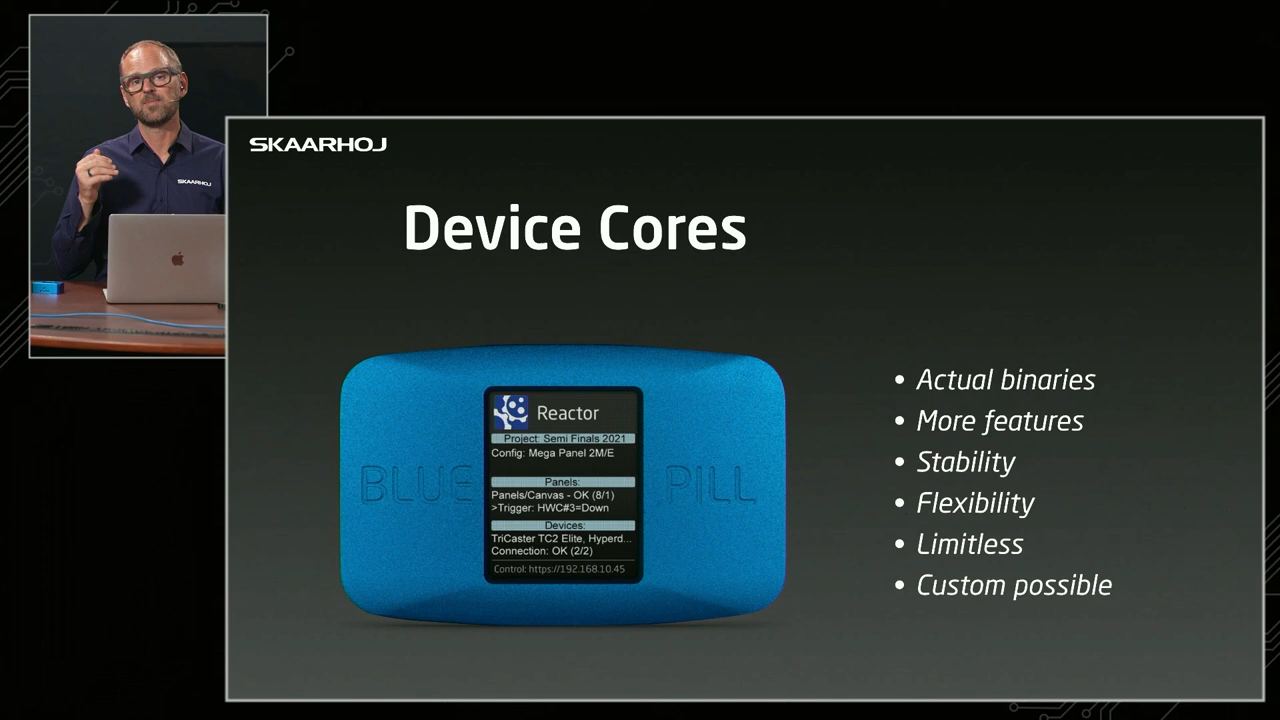 SKAARHOJ
SKAARHOJ
Device Cores
BLUE PILL
Reactor
Project: Semi Finals 2021
Config: Mega Panel 2M/E
Panels:
Panels/Canvas - OK (8/1)
>Trigger: HWC#3=Down
Devices:
TriCaster TC2 Elite, Hyperd...
Connection: OK (2/2)
Control: https://192.168.10.45
• Actual binaries
• More features
• Stability
• Flexibility
• Limitless
• Custom possible